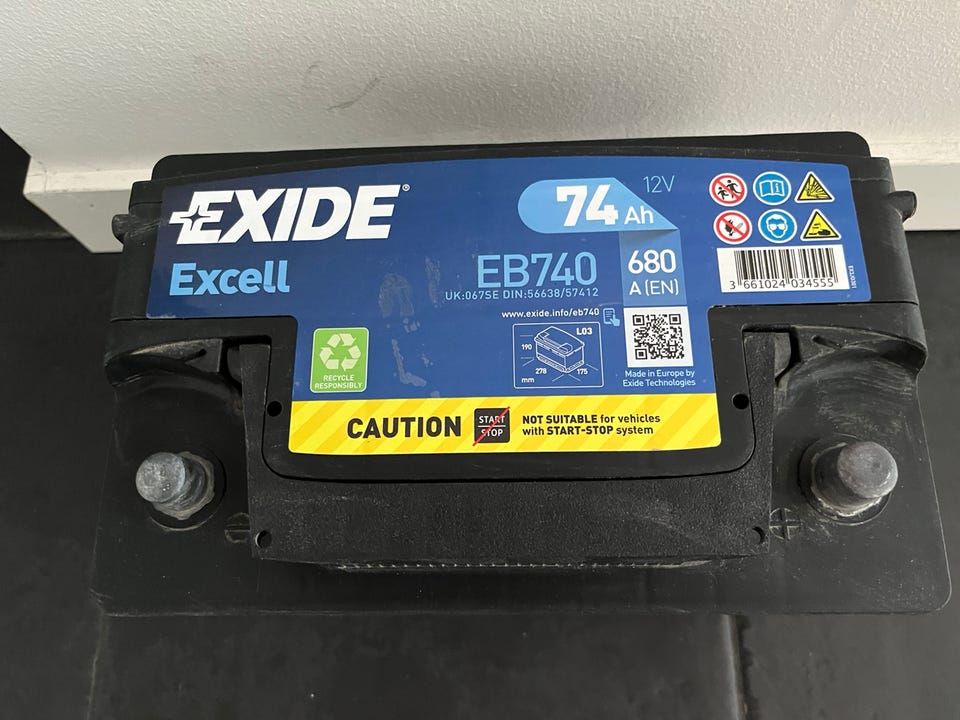 EXIDE®
Excell
74 Ah
12V
EB740
680
A (EN)
UK:067SE DIN:56638/57412
3 661024 034555
www.exide.info/eb740
L03
190
278
175
mm
RECYCLE
RESPONSIBLY
Made in Europe by
Exide Technologies
CAUTION
START
STOP
NOT SUITABLE for vehicles
with START-STOP system